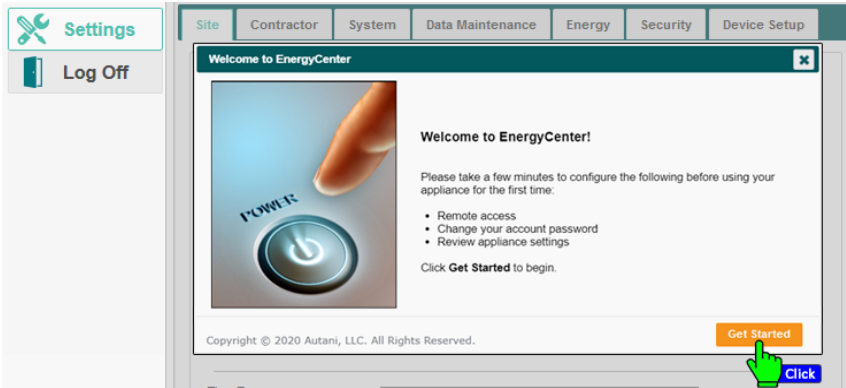 Settings
Log Off
Site
Contractor
System
Data Maintenance
Energy
Security
Device Setup
Welcome to EnergyCenter
POWER
Welcome to EnergyCenter!
Please take a few minutes to configure the following before using your
appliance for the first time:
• Remote access
• Change your account password
• Review appliance settings
Click Get Started to begin.
Copyright © 2020 Autani, LLC. All Rights Reserved.
Get Started
Click